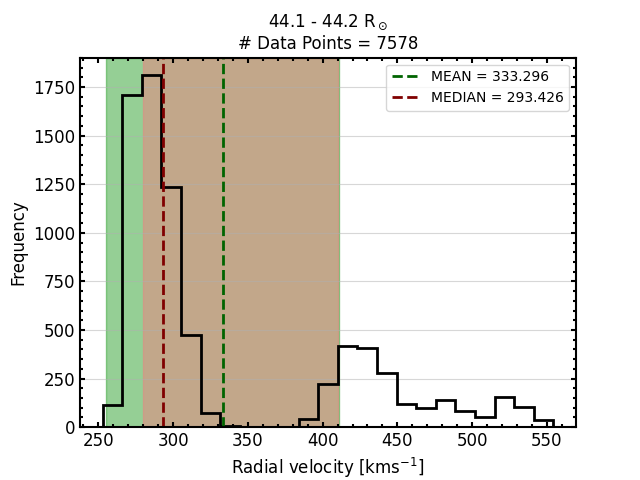 44.1 - 44.2 R⊙
# Data Points = 7578
MEAN = 333.296
MEDIAN = 293.426
1750
1500
1250
1000
750
500
250
0
Frequency
250 300 350 400 450 500 550
Radial velocity [kms⁻¹]